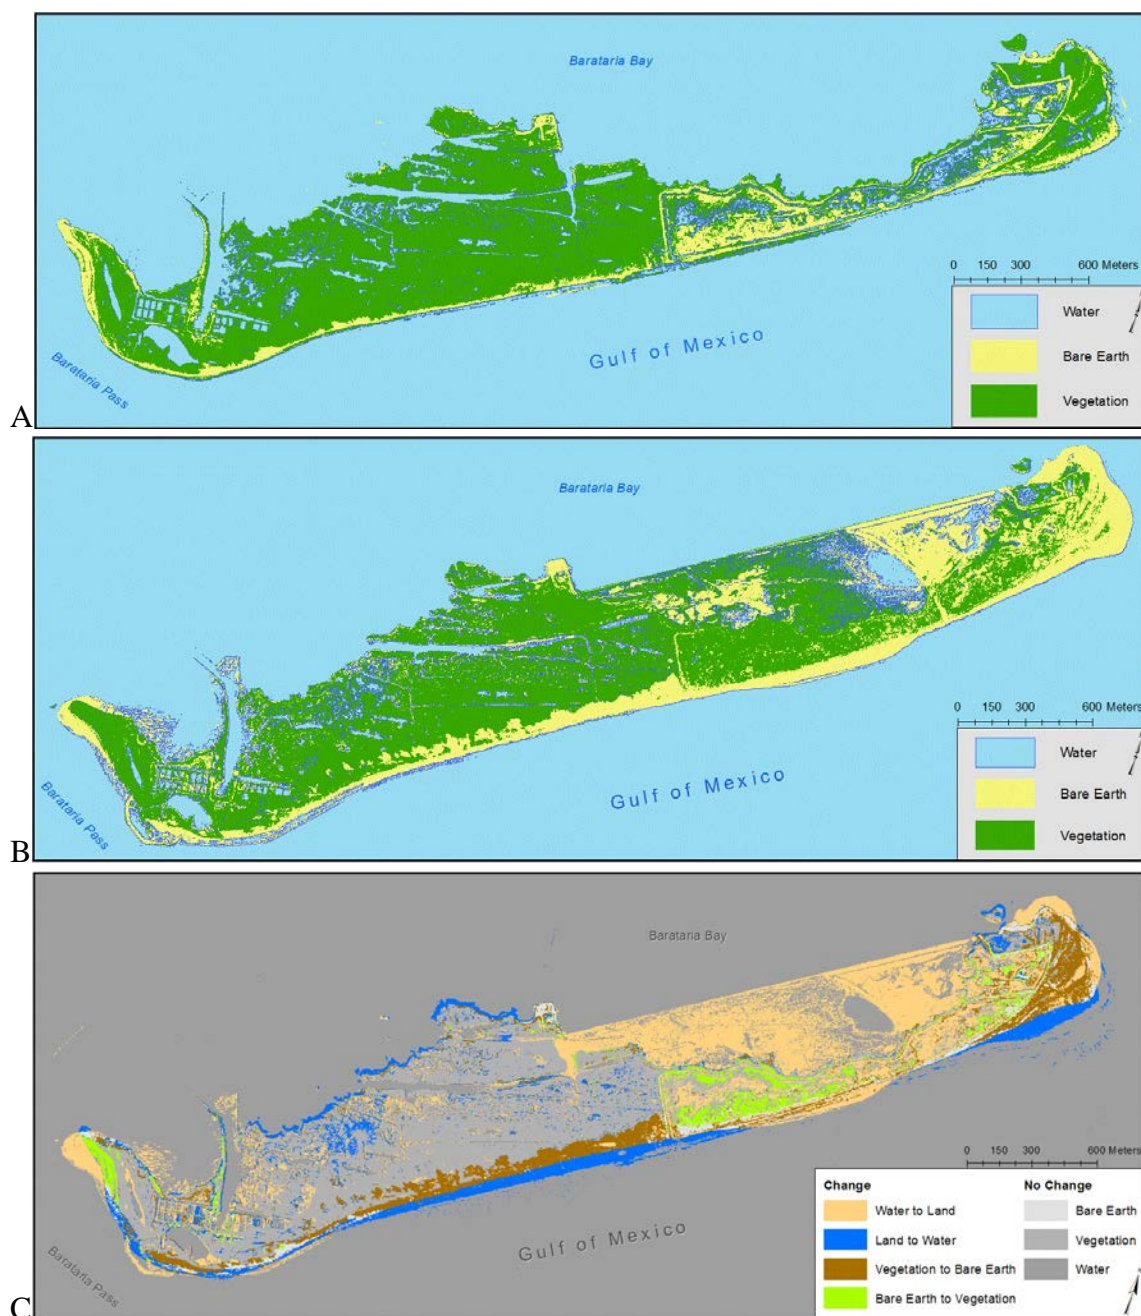 Barataria Bay
0 150 300 600 Meters
Water
Bare Earth
Vegetation
Gulf of Mexico
Barataria Pass
A
Barataria Bay
0 150 300 600 Meters
Water
Bare Earth
Vegetation
Gulf of Mexico
Barataria Pass
B
Barataria Bay
0 150 300 600 Meters
Change No Change
Water to Land Bare Earth
Land to Water Vegetation
Vegetation to Bare Earth Water
Bare Earth to Vegetation
Gulf of Mexico
Barataria Pass
C